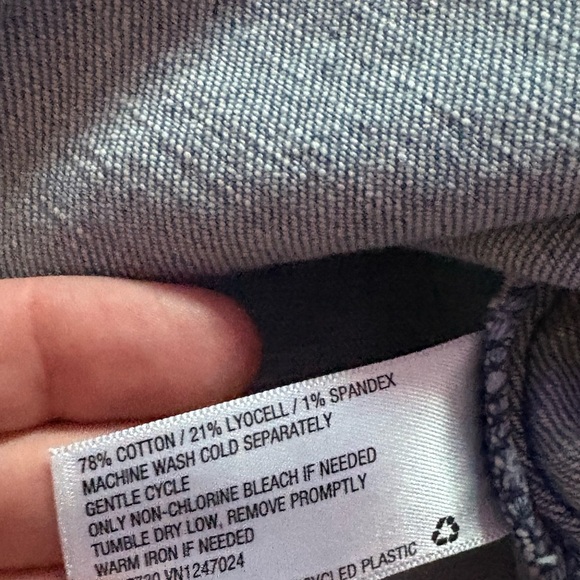 78% COTTON / 21% LYOCELL / 1% SPANDEX
MACHINE WASH COLD SEPARATELY
GENTLE CYCLE
ONLY NON-CHLORINE BLEACH IF NEEDED
TUMBLE DRY LOW, REMOVE PROMPTLY
WARM IRON IF NEEDED
VN1247024
PLASTIC